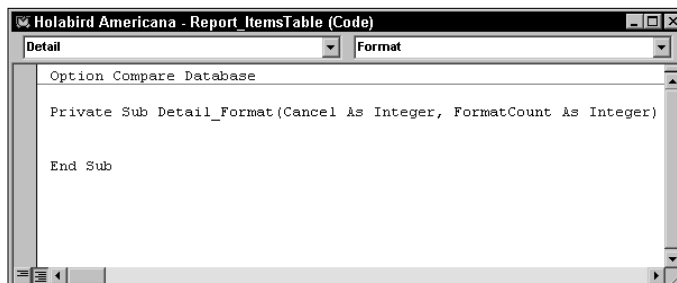 Holabird Americana - Report_ItemsTable (Code)
Detail Format
Option Compare Database
Private Sub Detail_Format(Cancel As Integer, FormatCount As Integer)
End Sub